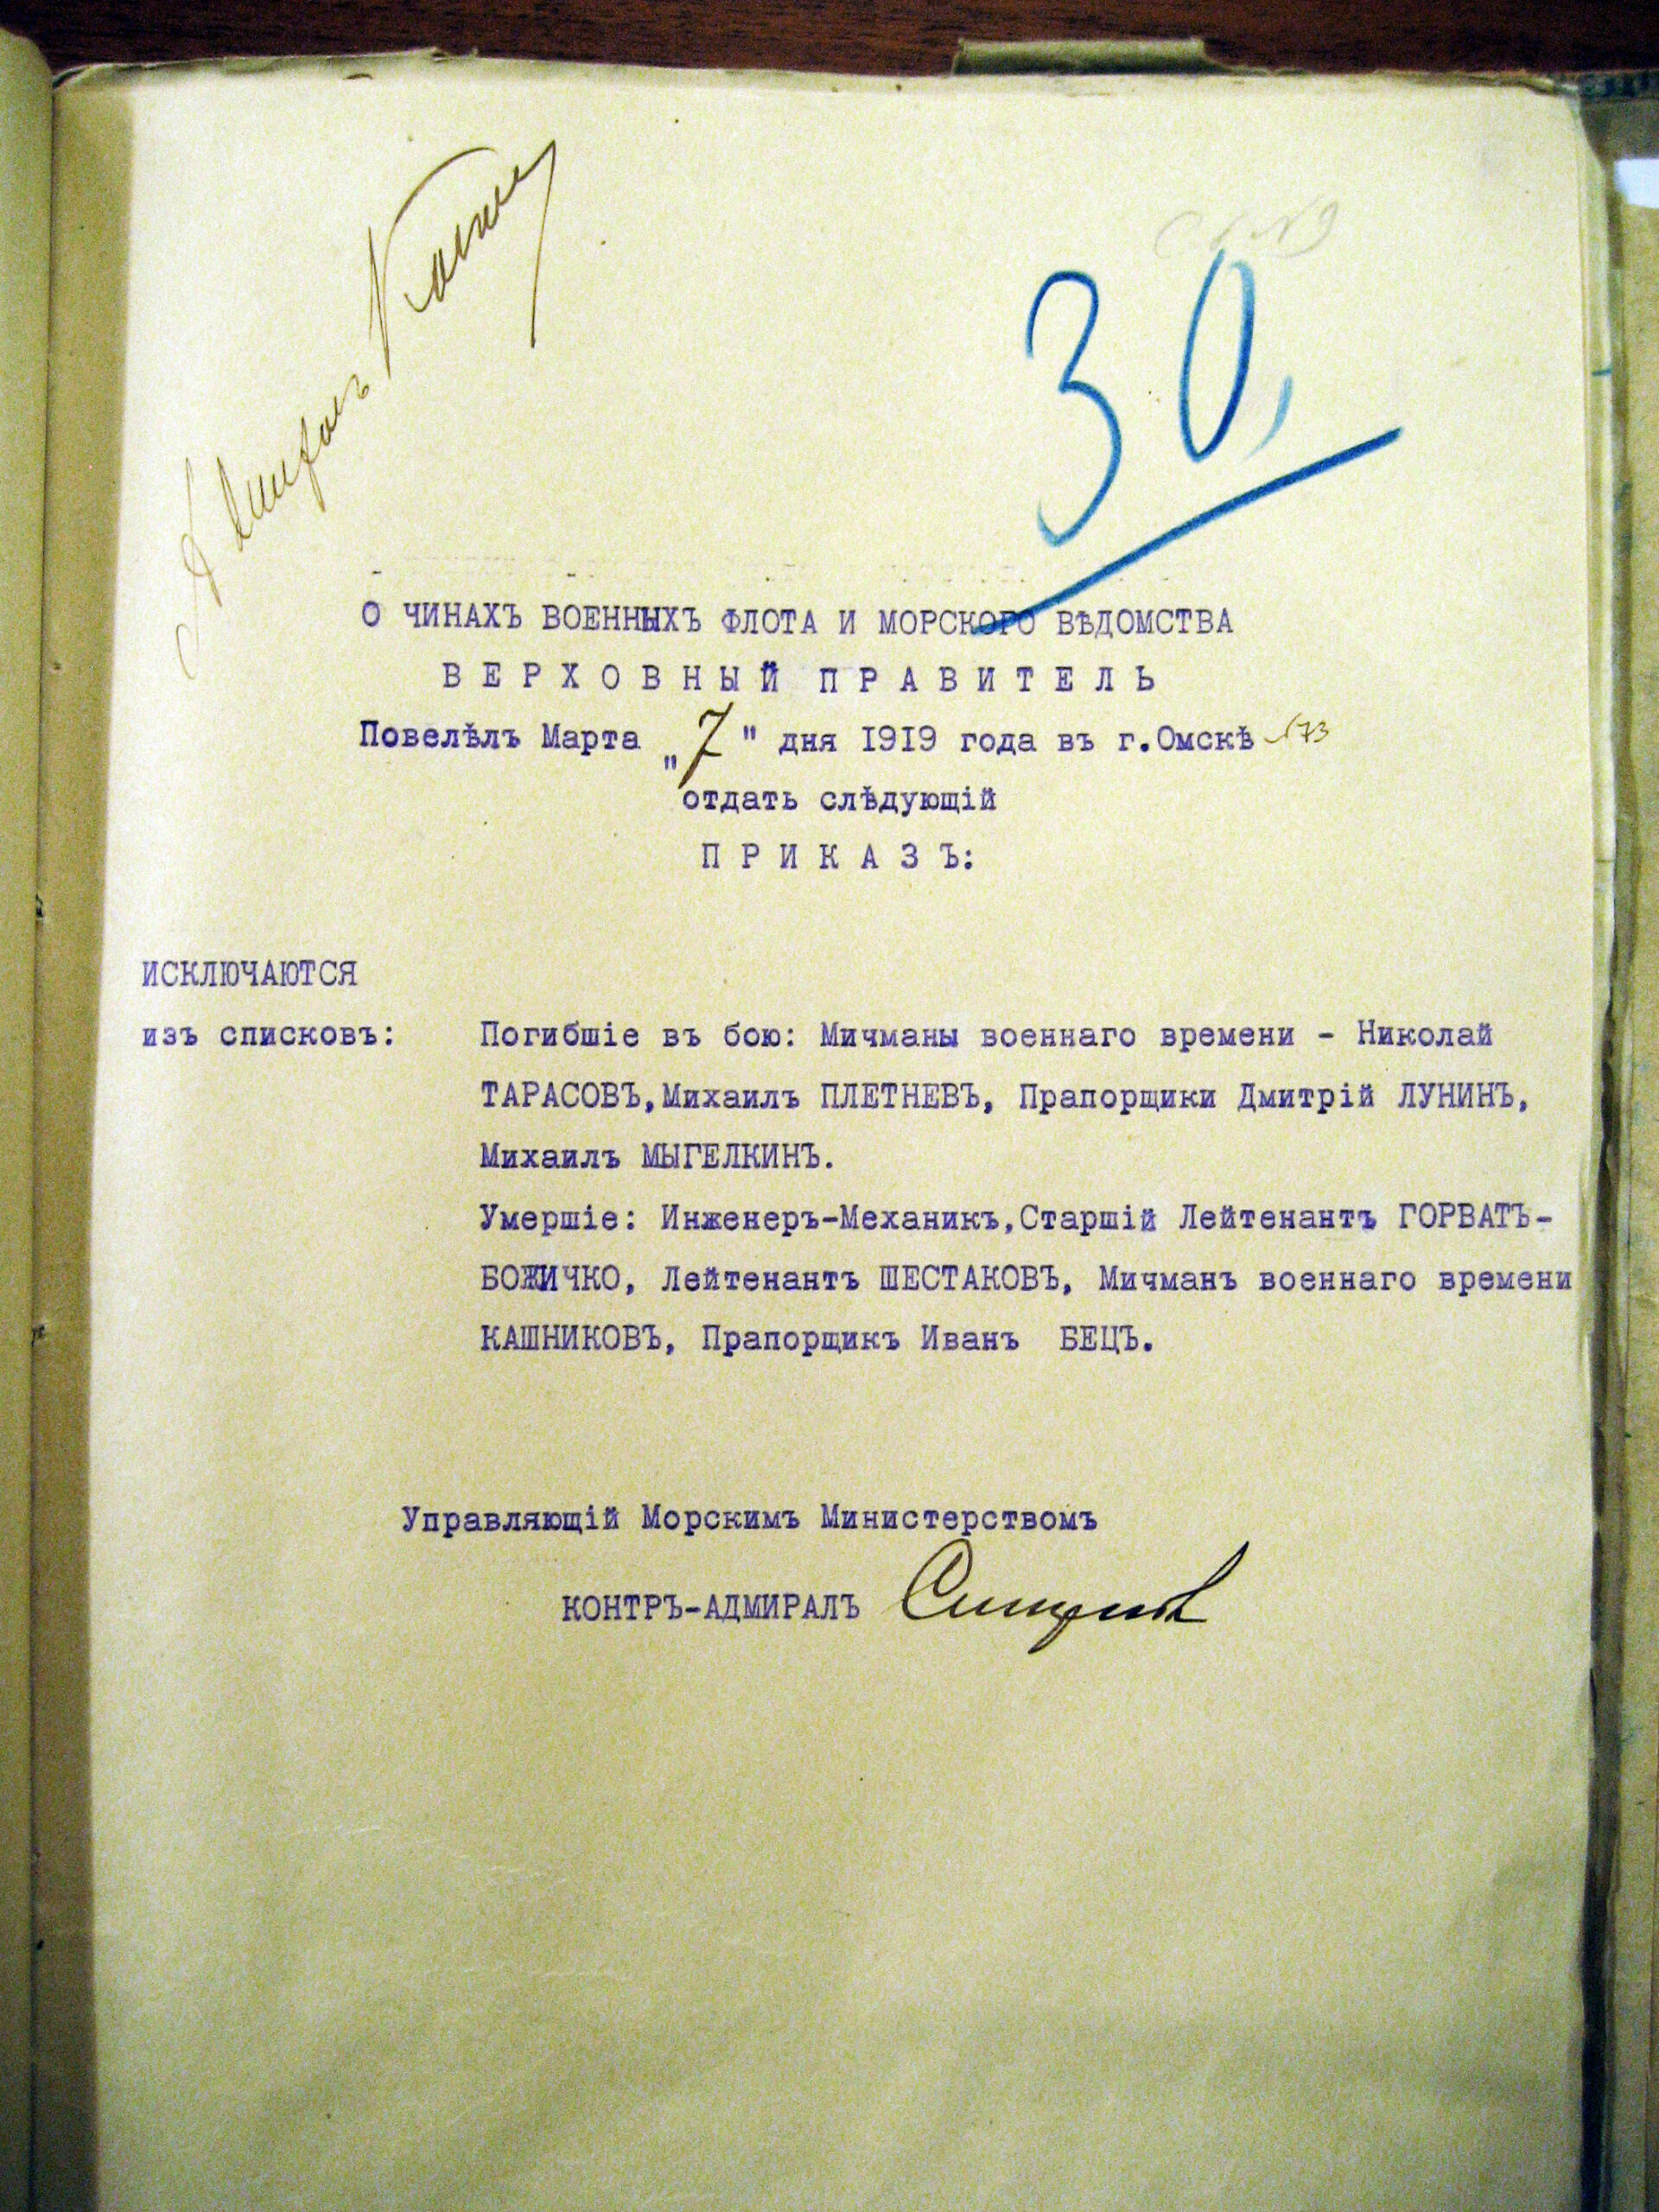 Адмиралъ Колчакъ
30,
О ЧИНАХЪ ВОЕННЫХЪ ФЛОТА И МОРСКОГО ВѢДОМСТВА
ВЕРХОВНЫЙ ПРАВИТЕЛЬ
Повелѣлъ Марта „7" дня 1919 года въ г.Омскѣ №73
отдать слѣдующій
ПРИКАЗЪ:
ИСКЛЮЧАЮТСЯ
изъ списковъ: Погибшіе въ бою: Мичманы военнаго времени - Николай
ТАРАСОВЪ,Михаилъ ПЛЕТНЕВЪ, Прапорщики Дмитрій ЛУНИНЪ,
Михаилъ МЫГЕЛКИНЪ.
Умершіе: Инженеръ-Механикъ,Старшій Лейтенантъ ГОРВАТЪ-
БОЖИЧКО, Лейтенантъ ШЕСТАКОВЪ, Мичманъ военнаго времени
КАШНИКОВЪ, Прапорщикъ Иванъ БЕЦЪ.
Управляющій Морскимъ Министерствомъ
КОНТРЪ-АДМИРАЛЪ Смирнов